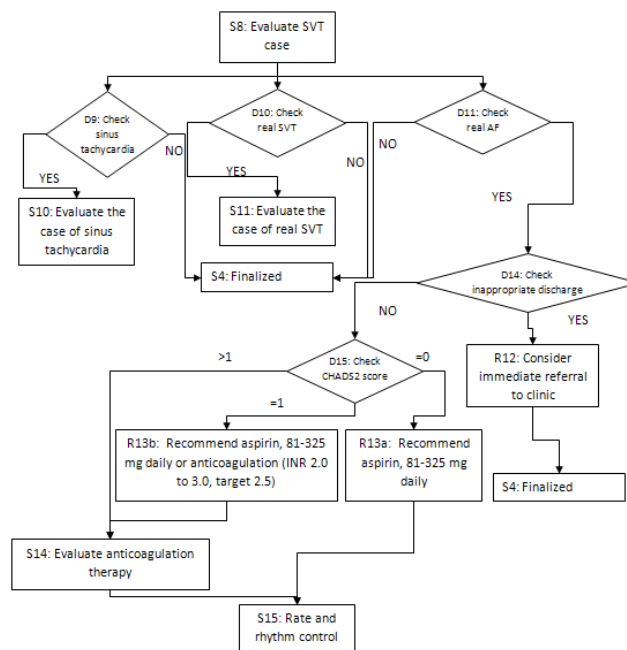 S8: Evaluate SVT
case
D9: Check
sinus
tachycardia
D10: Check
real SVT
D11: Check
real AF
NO
NO
NO
YES
YES
YES
S10: Evaluate the
case of sinus
tachycardia
S11: Evaluate the
case of real SVT
S4: Finalized
D14: Check
inappropriate discharge
NO
YES
>1
D15: Check
CHADS2 score
=0
=1
R12: Consider
immediate referral
to clinic
R13b: Recommend aspirin, 81-325
mg daily or anticoagulation (INR 2.0
to 3.0, target 2.5)
R13a: Recommend
aspirin, 81-325 mg
daily
S4: Finalized
S14: Evaluate anticoagulation
therapy
S15: Rate and
rhythm control